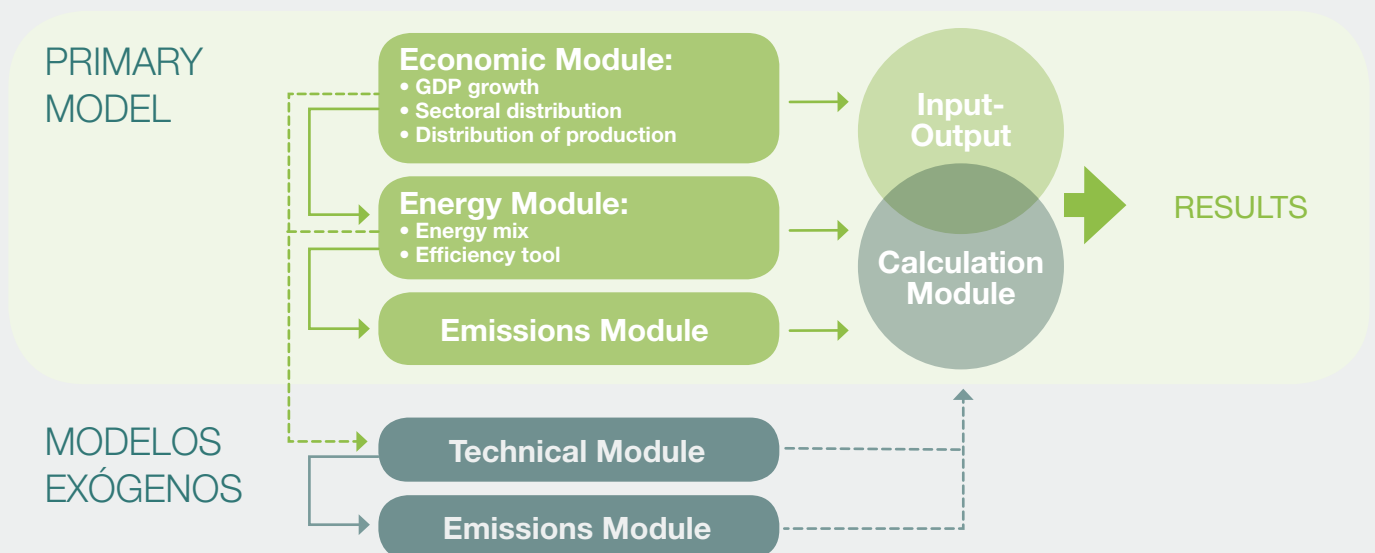 PRIMARY
MODEL
Economic Module:
• GDP growth
• Sectoral distribution
• Distribution of production
Energy Module:
• Energy mix
• Efficiency tool
Emissions Module
Input-
Output
Calculation
Module
RESULTS
MODELOS
EXÓGENOS
Technical Module
Emissions Module